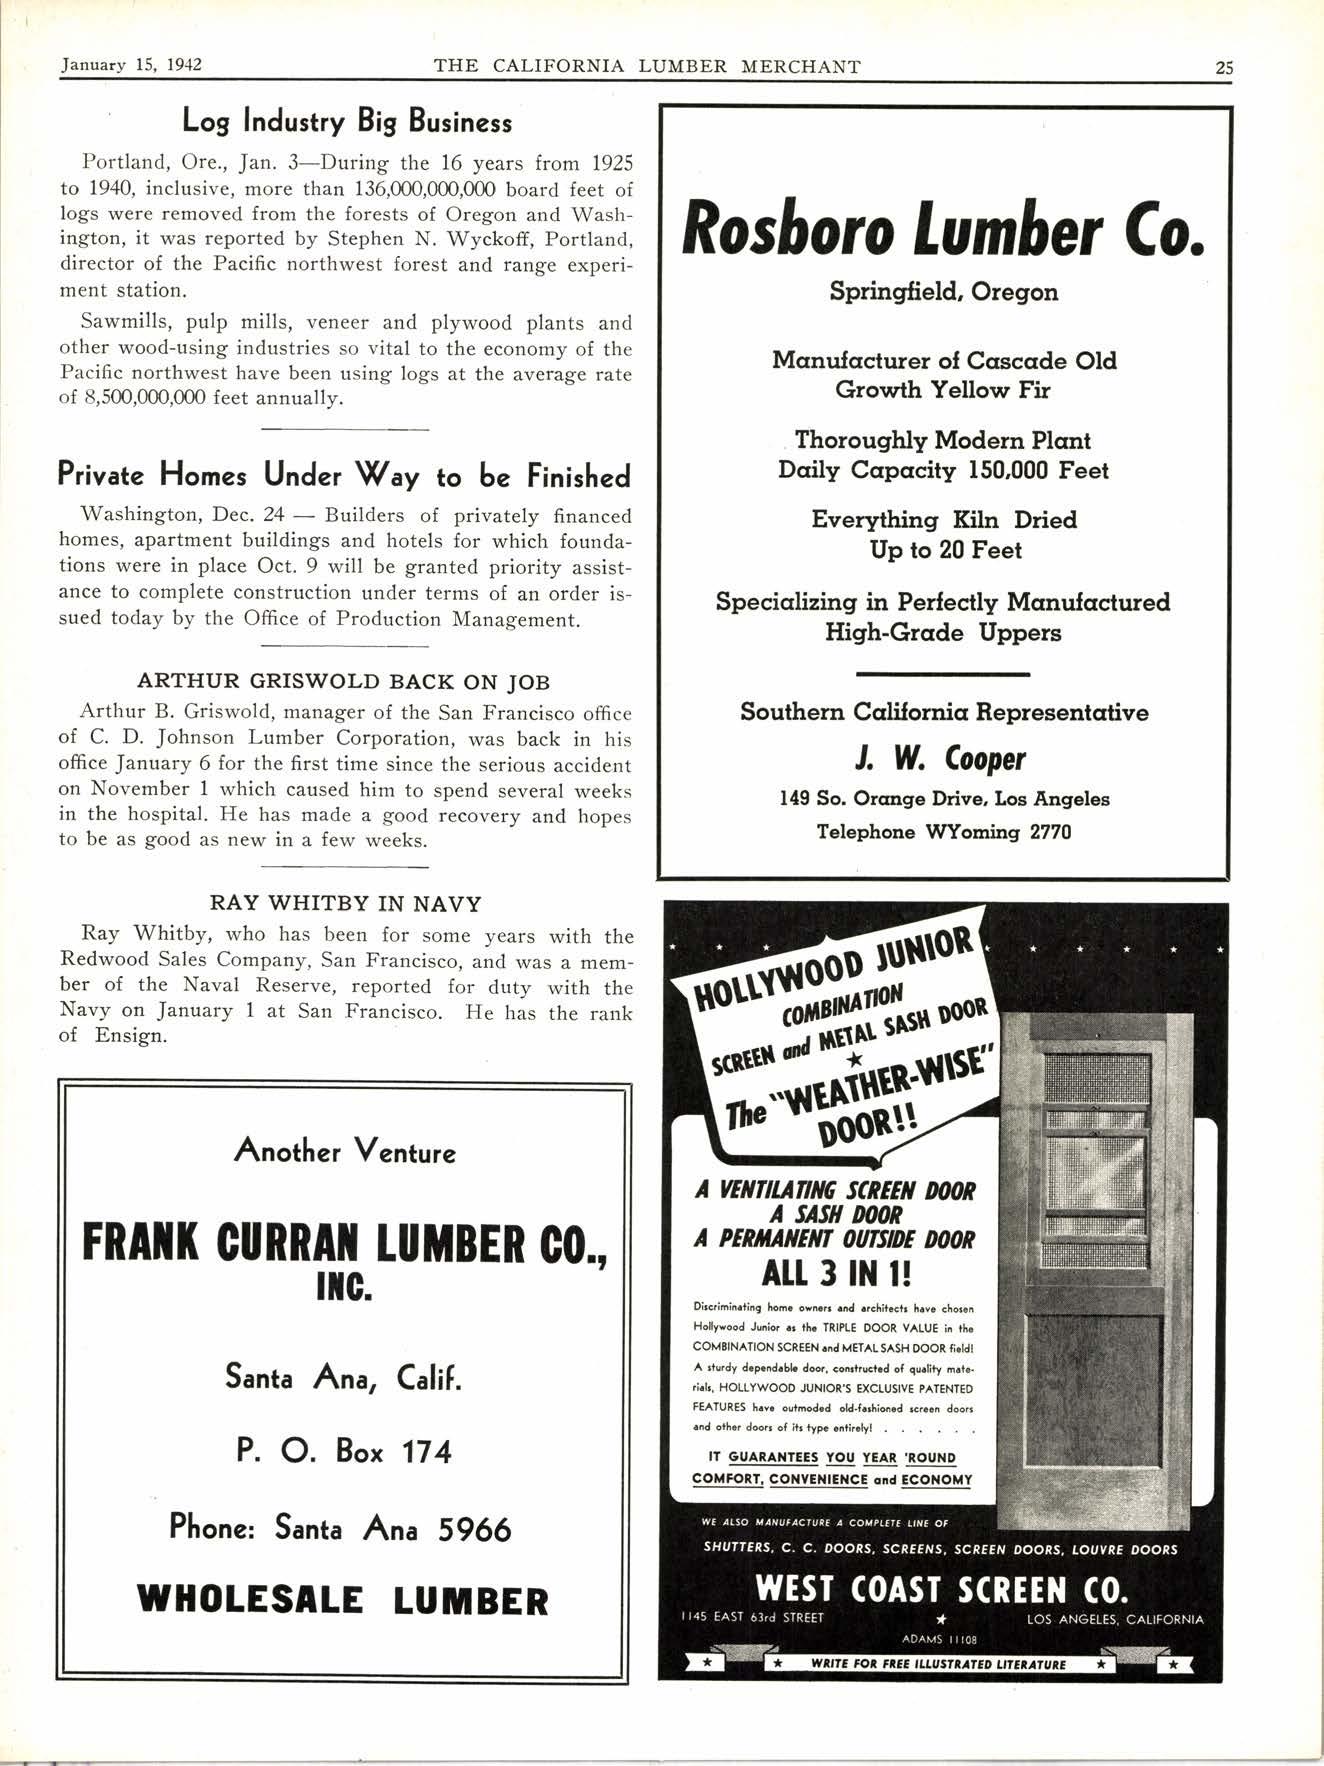 January 15, 1942 THE CALIFORNIA LUMBER MERCHANT 25
Log Industry Big Business
Portland, Ore., Jan. 3—During the 16 years from 1925
to 1940, inclusive, more than 136,000,000,000 board feet of
logs were removed from the forests of Oregon and Wash-
ington, it was reported by Stephen N. Wyckoff, Portland,
director of the Pacific northwest forest and range experi-
ment station.
Sawmills, pulp mills, veneer and plywood plants and
other wood-using industries so vital to the economy of the
Pacific northwest have been using logs at the average rate
of 8,500,000,000 feet annually.
Private Homes Under Way to be Finished
Washington, Dec. 24 — Builders of privately financed
homes, apartment buildings and hotels for which founda-
tions were in place Oct. 9 will be granted priority assist-
ance to complete construction under terms of an order is-
sued today by the Office of Production Management.
ARTHUR GRISWOLD BACK ON JOB
Arthur B. Griswold, manager of the San Francisco office
of C. D. Johnson Lumber Corporation, was back in his
office January 6 for the first time since the serious accident
on November 1 which caused him to spend several weeks
in the hospital. He has made a good recovery and hopes
to be as good as new in a few weeks.
RAY WHITBY IN NAVY
Ray Whitby, who has been for some years with the
Redwood Sales Company, San Francisco, and was a mem-
ber of the Naval Reserve, reported for duty with the
Navy on January 1 at San Francisco. He has the rank
of Ensign.
Another Venture
FRANK CURRAN LUMBER CO.,
INC.
Santa Ana, Calif.
P. O. Box 174
Phone: Santa Ana 5966
WHOLESALE LUMBER
Rosboro Lumber Co.
Springfield, Oregon
Manufacturer of Cascade Old
Growth Yellow Fir
Thoroughly Modern Plant
Daily Capacity 150,000 Feet
Everything Kiln Dried
Up to 20 Feet
Specializing in Perfectly Manufactured
High-Grade Uppers
Southern California Representative
J. W. Cooper
149 So. Orange Drive, Los Angeles
Telephone WYoming 2770
HOLLYWOOD JUNIOR
COMBINATION
SCREEN and METAL SASH DOOR
The "WEATHER-WISE"
DOOR!!
A VENTILATING SCREEN DOOR
A SASH DOOR
A PERMANENT OUTSIDE DOOR
ALL 3 IN 1!
Discriminating home owners and architects have chosen
Hollywood Junior as the TRIPLE DOOR VALUE in the
COMBINATION SCREEN and METAL SASH DOOR field!
A sturdy dependable door, constructed of quality mate-
rials, HOLLYWOOD JUNIOR'S EXCLUSIVE PATENTED
FEATURES have outmoded old-fashioned screen doors
and other doors of its type entirely! . . . . . .
IT GUARANTEES YOU YEAR 'ROUND
COMFORT, CONVENIENCE and ECONOMY
WE ALSO MANUFACTURE A COMPLETE LINE OF
SHUTTERS, C. C. DOORS, SCREENS, SCREEN DOORS, LOUVRE DOORS
WEST COAST SCREEN CO.
1145 EAST 63rd STREET LOS ANGELES, CALIFORNIA
ADAMS 11108
WRITE FOR FREE ILLUSTRATED LITERATURE